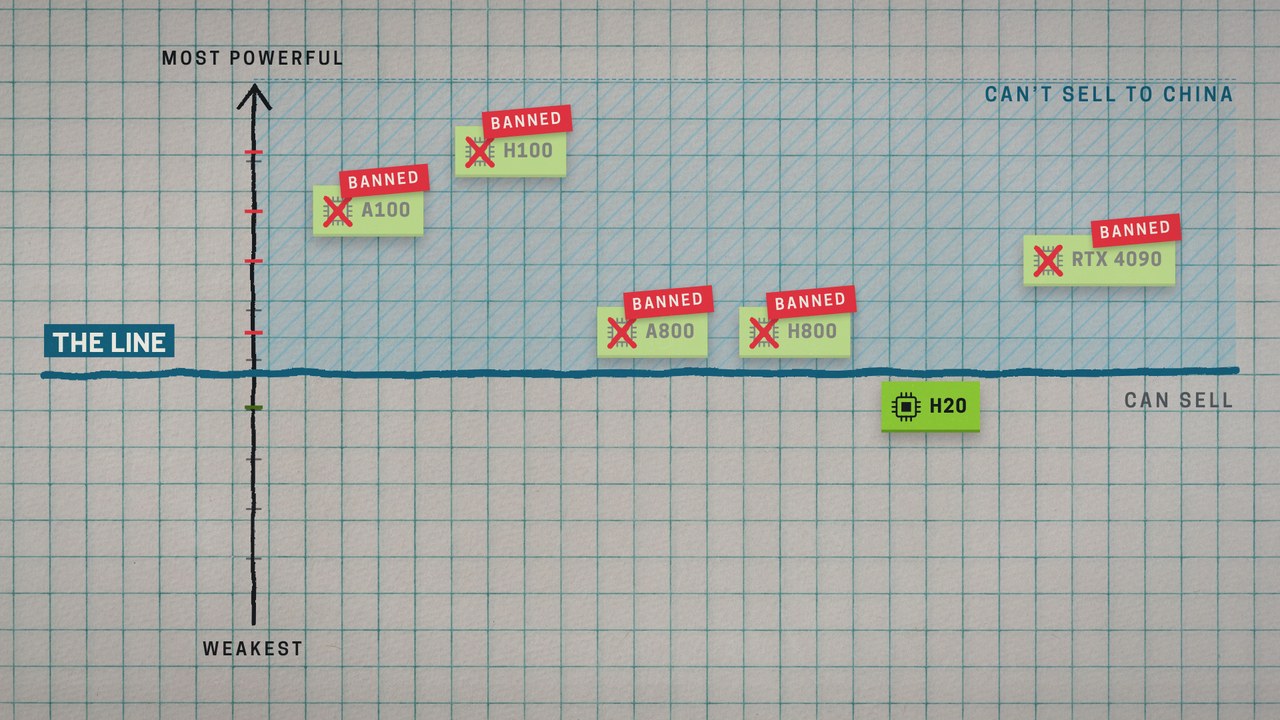 MOST POWERFUL
CAN'T SELL TO CHINA
BANNED
H100
BANNED
A100
BANNED
RTX 4090
BANNED
A800
BANNED
H800
THE LINE
CAN SELL
H20
WEAKEST